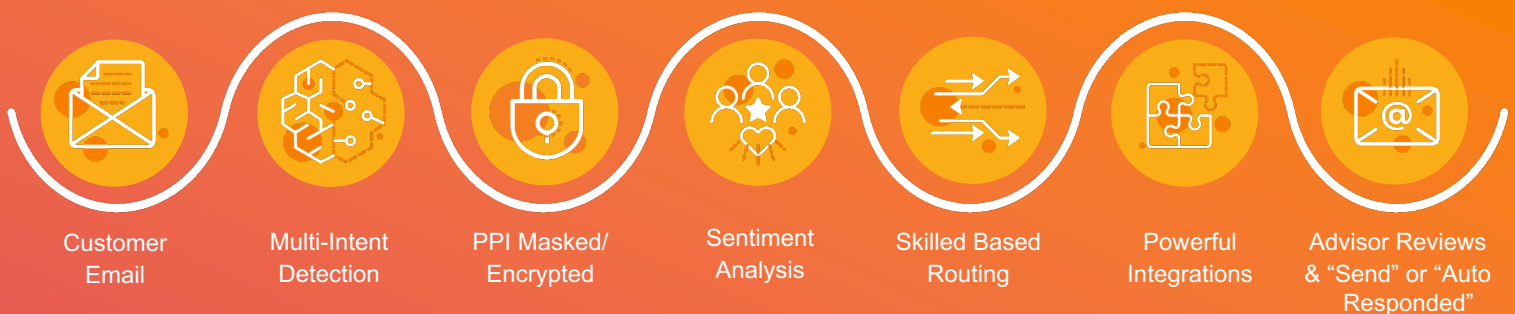 Customer
Email
Multi-Intent
Detection
PPI Masked/
Encrypted
Sentiment
Analysis
Skilled Based
Routing
Powerful
Integrations
@
Advisor Reviews
& “Send” or “Auto
Responded”